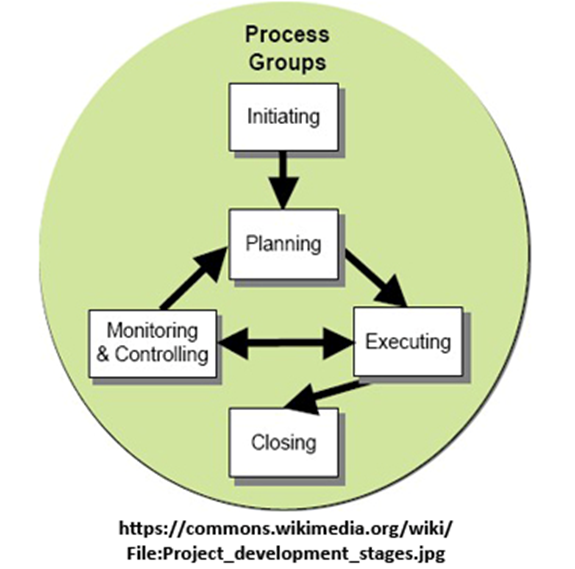 Process
Groups
Initiating
Planning
Monitoring
& Controlling
Executing
Closing
https://commons.wikimedia.org/wiki/
File:Project_development_stages.jpg